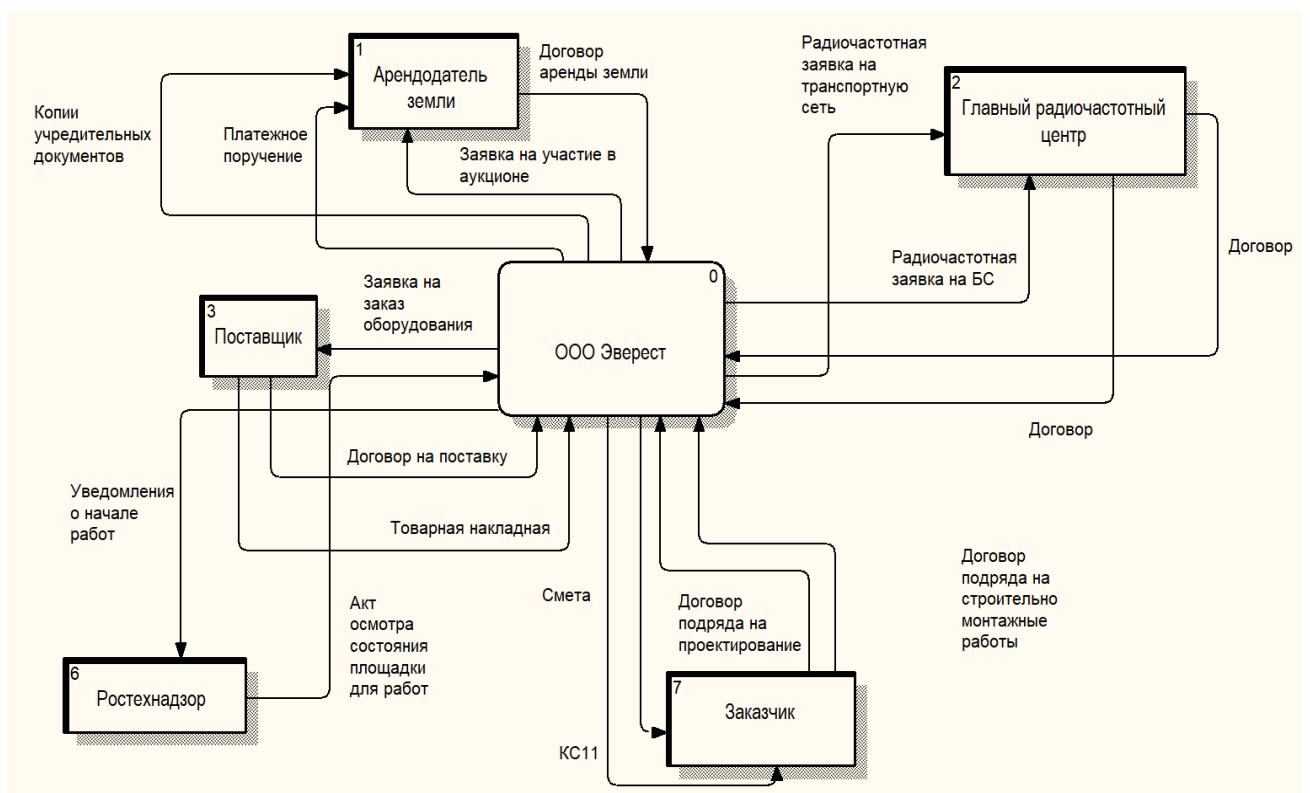 1
Арендодатель
земли
Договор
аренды земли
Радиочастотная
заявка на
транспортную
сеть
2
Главный радиочастотный
центр
Копии
учредительных
документов
Платежное
поручение
Заявка на участие в
аукционе
Договор
Радиочастотная
заявка на БС
Заявка на
заказ
оборудования
0
ООО Эверест
3
Поставщик
Договор
Договор на поставку
Уведомления
о начале
работ
Товарная накладная
Договор
подряда на
строительно
монтажные
работы
Смета
Акт
осмотра
состояния
площадки
для работ
Договор
подряда на
проектирование
6
Ростехнадзор
7
Заказчик
КС11